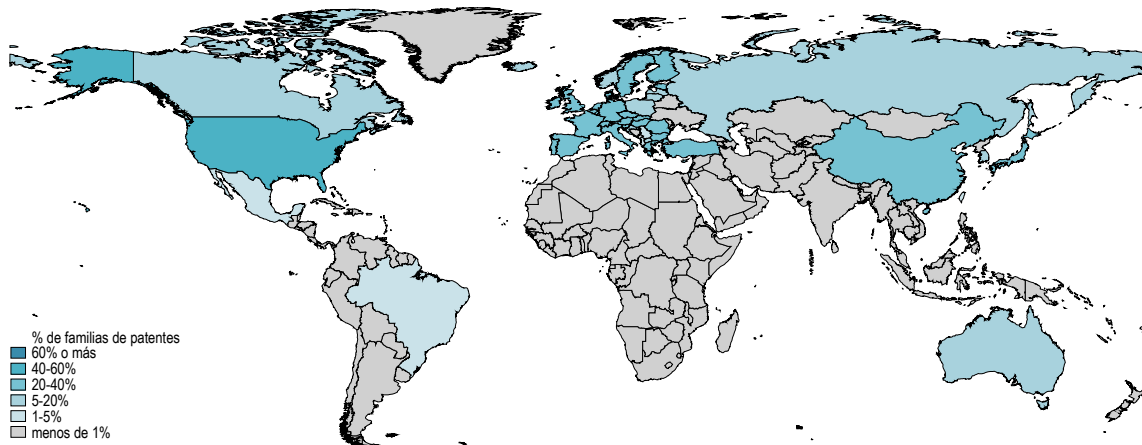 % de familias de patentes
60% o más
40-60%
20-40%
5-20%
1-5%
menos de 1%